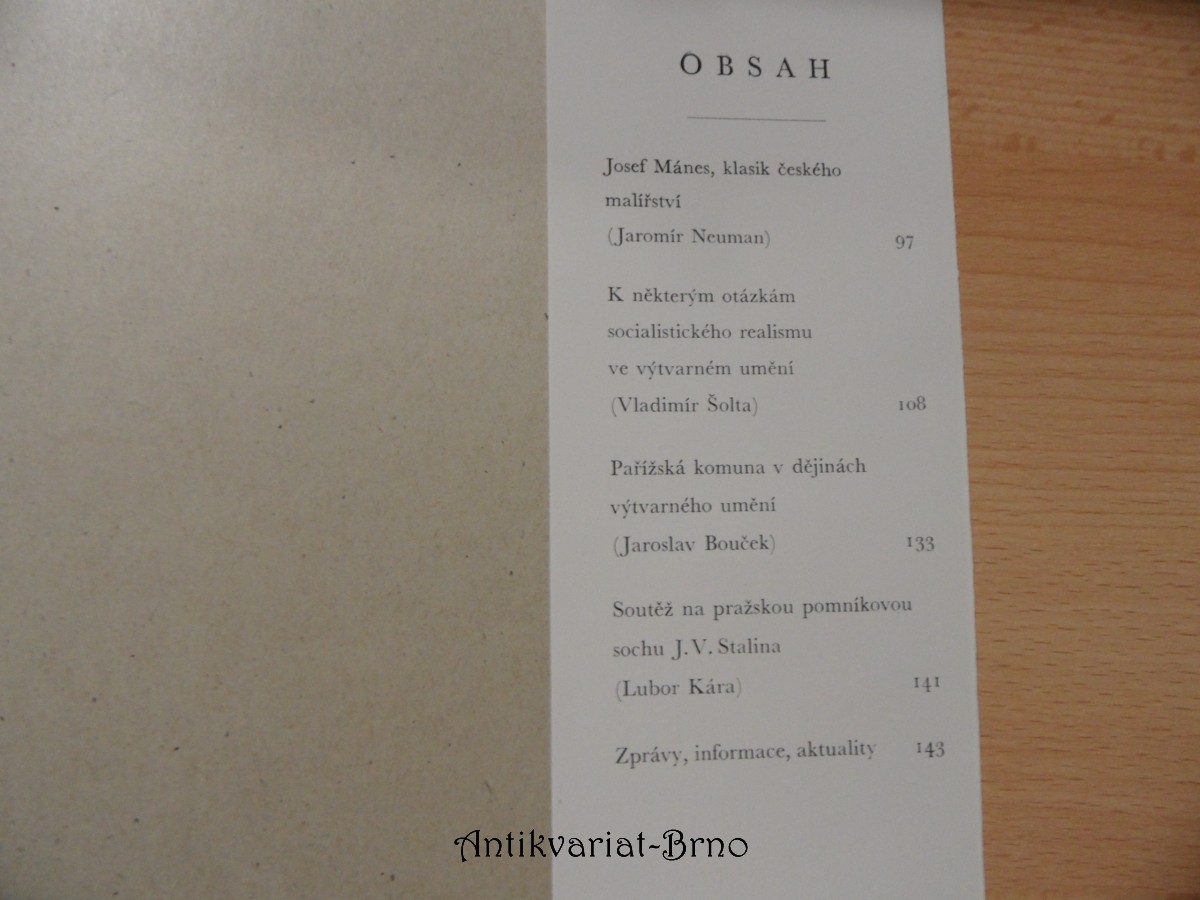 OBSAH
Josef Mánes, klasik českého
malířství
(Jaromír Neuman) 97
K některým otázkám
socialistického realismu
ve výtvarném umění
(Vladimír Šolta) 108
Pařížská komuna v dějinách
výtvarného umění
(Jaroslav Bouček) 133
Soutěž na pražskou pomníkovou
sochu J. V. Stalina
(Lubor Kára) 141
Zprávy, informace, aktuality 143
Antikvariat-Brno